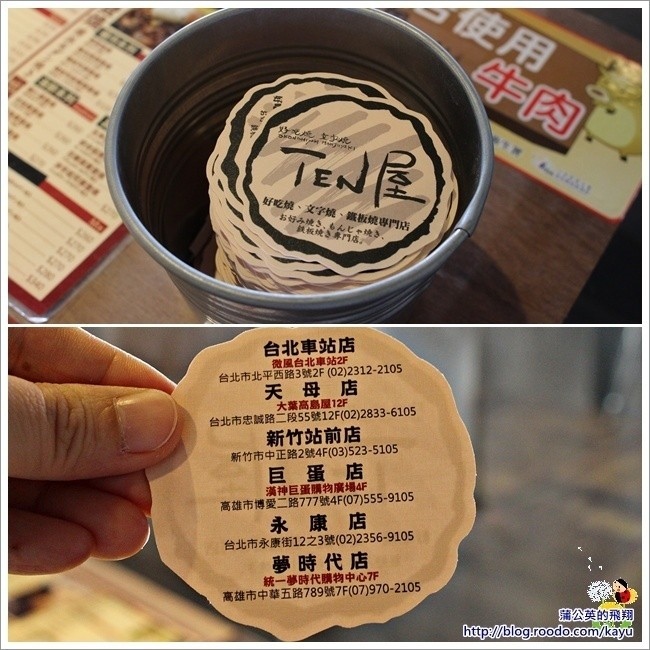 使用
牛肉
好吃燒 文字燒
TEN屋
好吃燒、文字燒、鐵板燒專門店
お好み焼き、もんじゃ焼き、
鉄板焼き専門店。
$280
$340
台北車站店
微風台北車站2F
台北市北平西路3號2F (02)2312-2105
天母店
大葉高島屋12F
台北市忠誠路二段55號12F(02)2833-6105
新竹站前店
新竹市中正路2號4F(03)523-5105
巨蛋店
漢神巨蛋購物廣場4F
高雄市博愛二路777號4F(07)555-9105
永康店
台北市永康街12之3號(02)2356-9105
夢時代店
統一夢時代購物中心7F
高雄市中華五路789號7F(07)970-2105
蒲公英的飛翔
http://blog.roodo.com/kayu